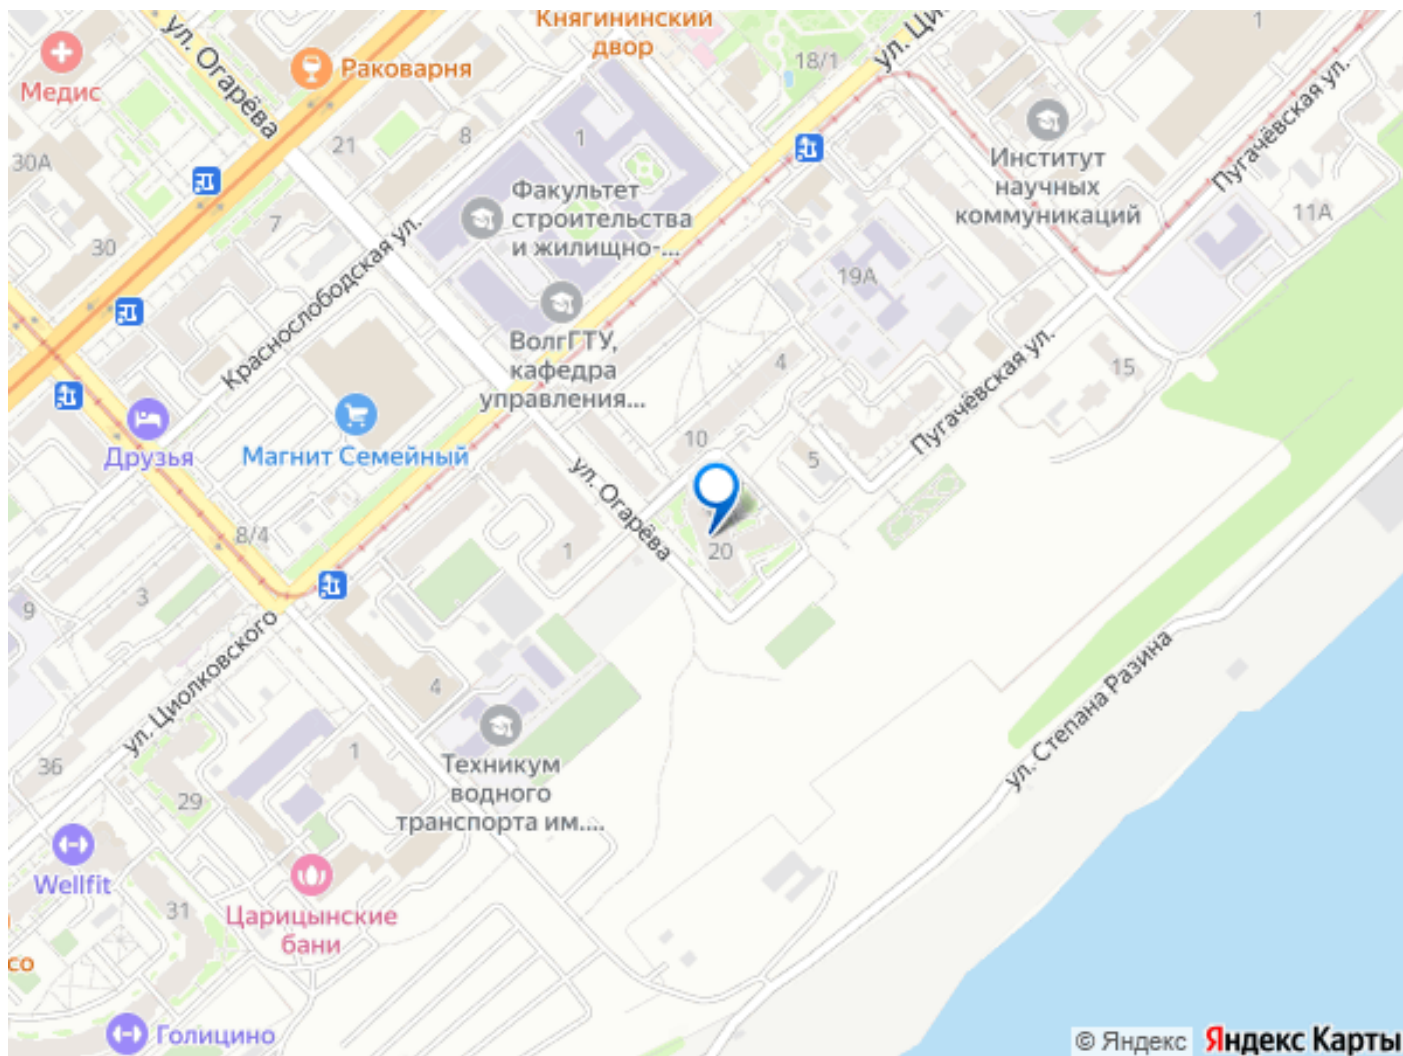 Княгининский
двор
ул. Огарёва
Раковарня
Медис
18/1
1
21
8
1
30А
Институт
научных
коммуникаций
Пугачёвская ул.
Факультет
строительства
и жилищно-...
11А
7
30
Краснослободская ул.
19А
ВолгГТУ,
кафедра
управления...
4
15
Пугачёвская ул.
Друзья
Магнит Семейный
10
5
ул. Огарёва
8/4
1
20
9
3
ул. Циолковского
4
ул. Степана Разина
Техникум
водного
транспорта им....
36
1
29
Wellfit
31
Царицынские
бани
со
Голицино
© Яндекс
Яндекс Карты